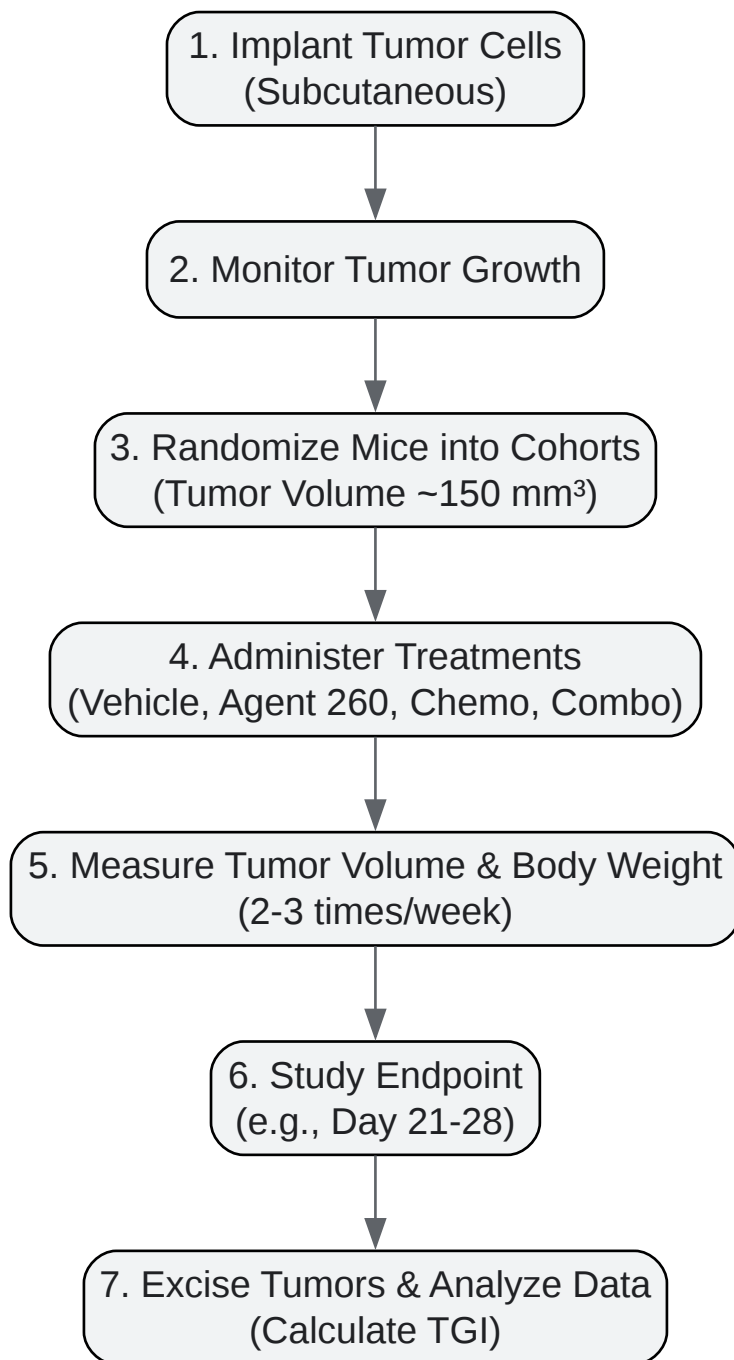 1. Implant Tumor Cells
(Subcutaneous)
2. Monitor Tumor Growth
3. Randomize Mice into Cohorts
(Tumor Volume ~150 mm³)
4. Administer Treatments
(Vehicle, Agent 260, Chemo, Combo)
5. Measure Tumor Volume & Body Weight
(2-3 times/week)
6. Study Endpoint
(e.g., Day 21-28)
7. Excise Tumors & Analyze Data
(Calculate TGI)